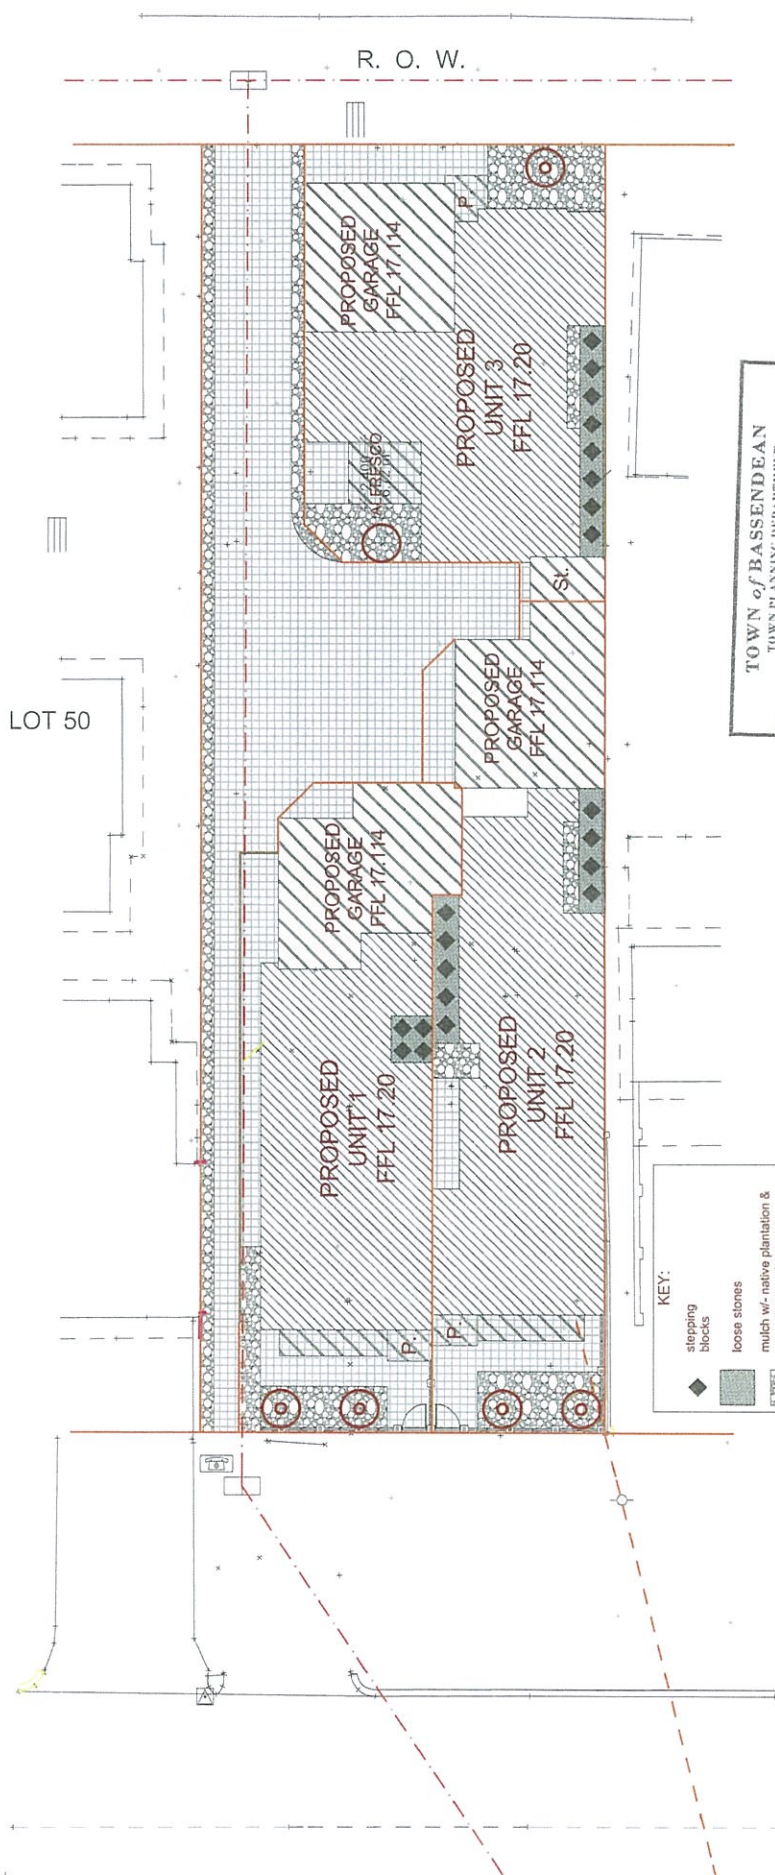 R. O. W.
PROPOSED
GARAGE
FFL 17.114
P.
PROPOSED
UNIT 3
FFL 17.20
ALFRESCO
St.
LOT 50
PROPOSED
GARAGE
FFL 17.114
PROPOSED
GARAGE
FFL 17.114
PROPOSED
UNIT 1
FFL 17.20
PROPOSED
UNIT 2
FFL 17.20
P.
P.
TOWN of BASSENDEAN
KEY:
stepping
blocks
loose stones
mulch w/- native plantation &